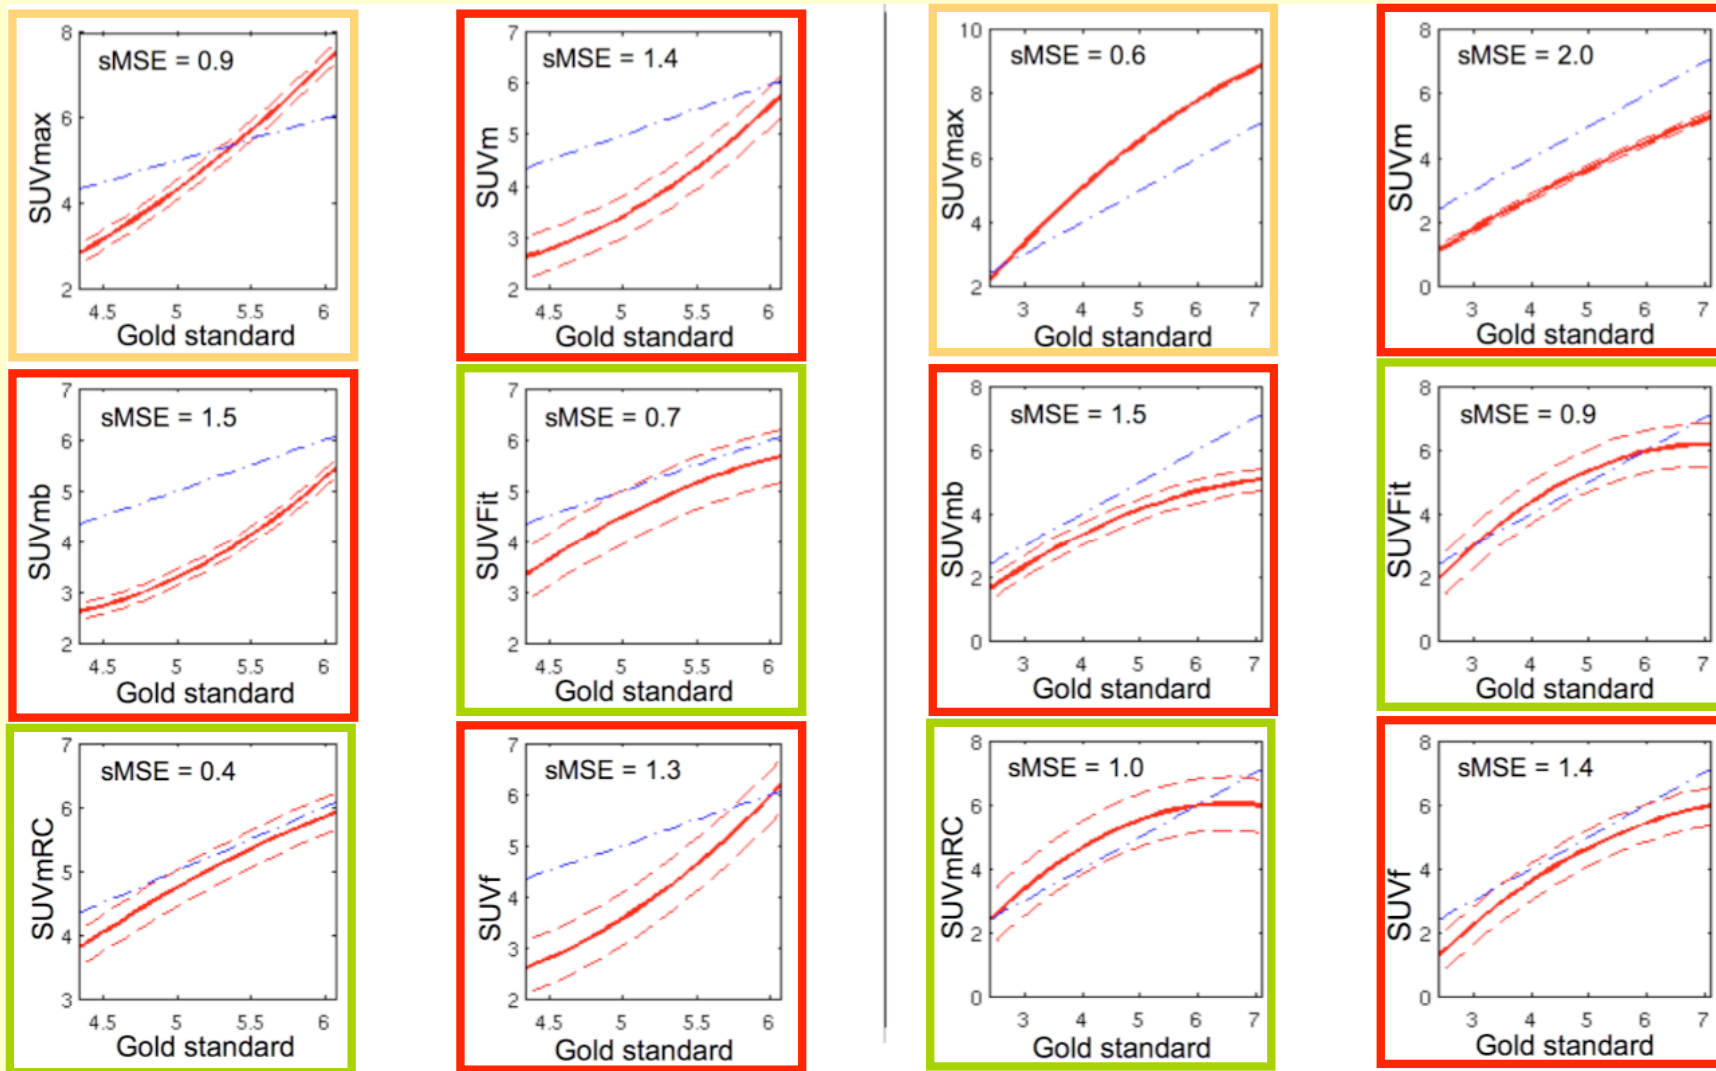 8
6
4
2
sMSE = 0.9
SUVmax
4.5 5 5.5 6
Gold standard
7
6
5
4
3
2
sMSE = 1.4
SUVm
4.5 5 5.5 6
Gold standard
10
8
6
4
2
sMSE = 0.6
SUVmax
3 4 5 6 7
Gold standard
8
6
4
2
0
sMSE = 2.0
SUVm
3 4 5 6 7
Gold standard
7
6
5
4
3
2
sMSE = 1.5
SUVmb
4.5 5 5.5 6
Gold standard
7
6
5
4
3
2
sMSE = 0.7
SUVFit
4.5 5 5.5 6
Gold standard
8
6
4
2
0
sMSE = 1.5
SUVmb
3 4 5 6 7
Gold standard
8
6
4
2
0
sMSE = 0.9
SUVFit
3 4 5 6 7
Gold standard
7
6
5
4
3
sMSE = 0.4
SUVmRC
4.5 5 5.5 6
Gold standard
7
6
5
4
3
2
sMSE = 1.3
SUVf
4.5 5 5.5 6
Gold standard
8
6
4
2
0
sMSE = 1.0
SUVmRC
3 4 5 6 7
Gold standard
8
6
4
2
0
sMSE = 1.4
SUVf
3 4 5 6 7
Gold standard